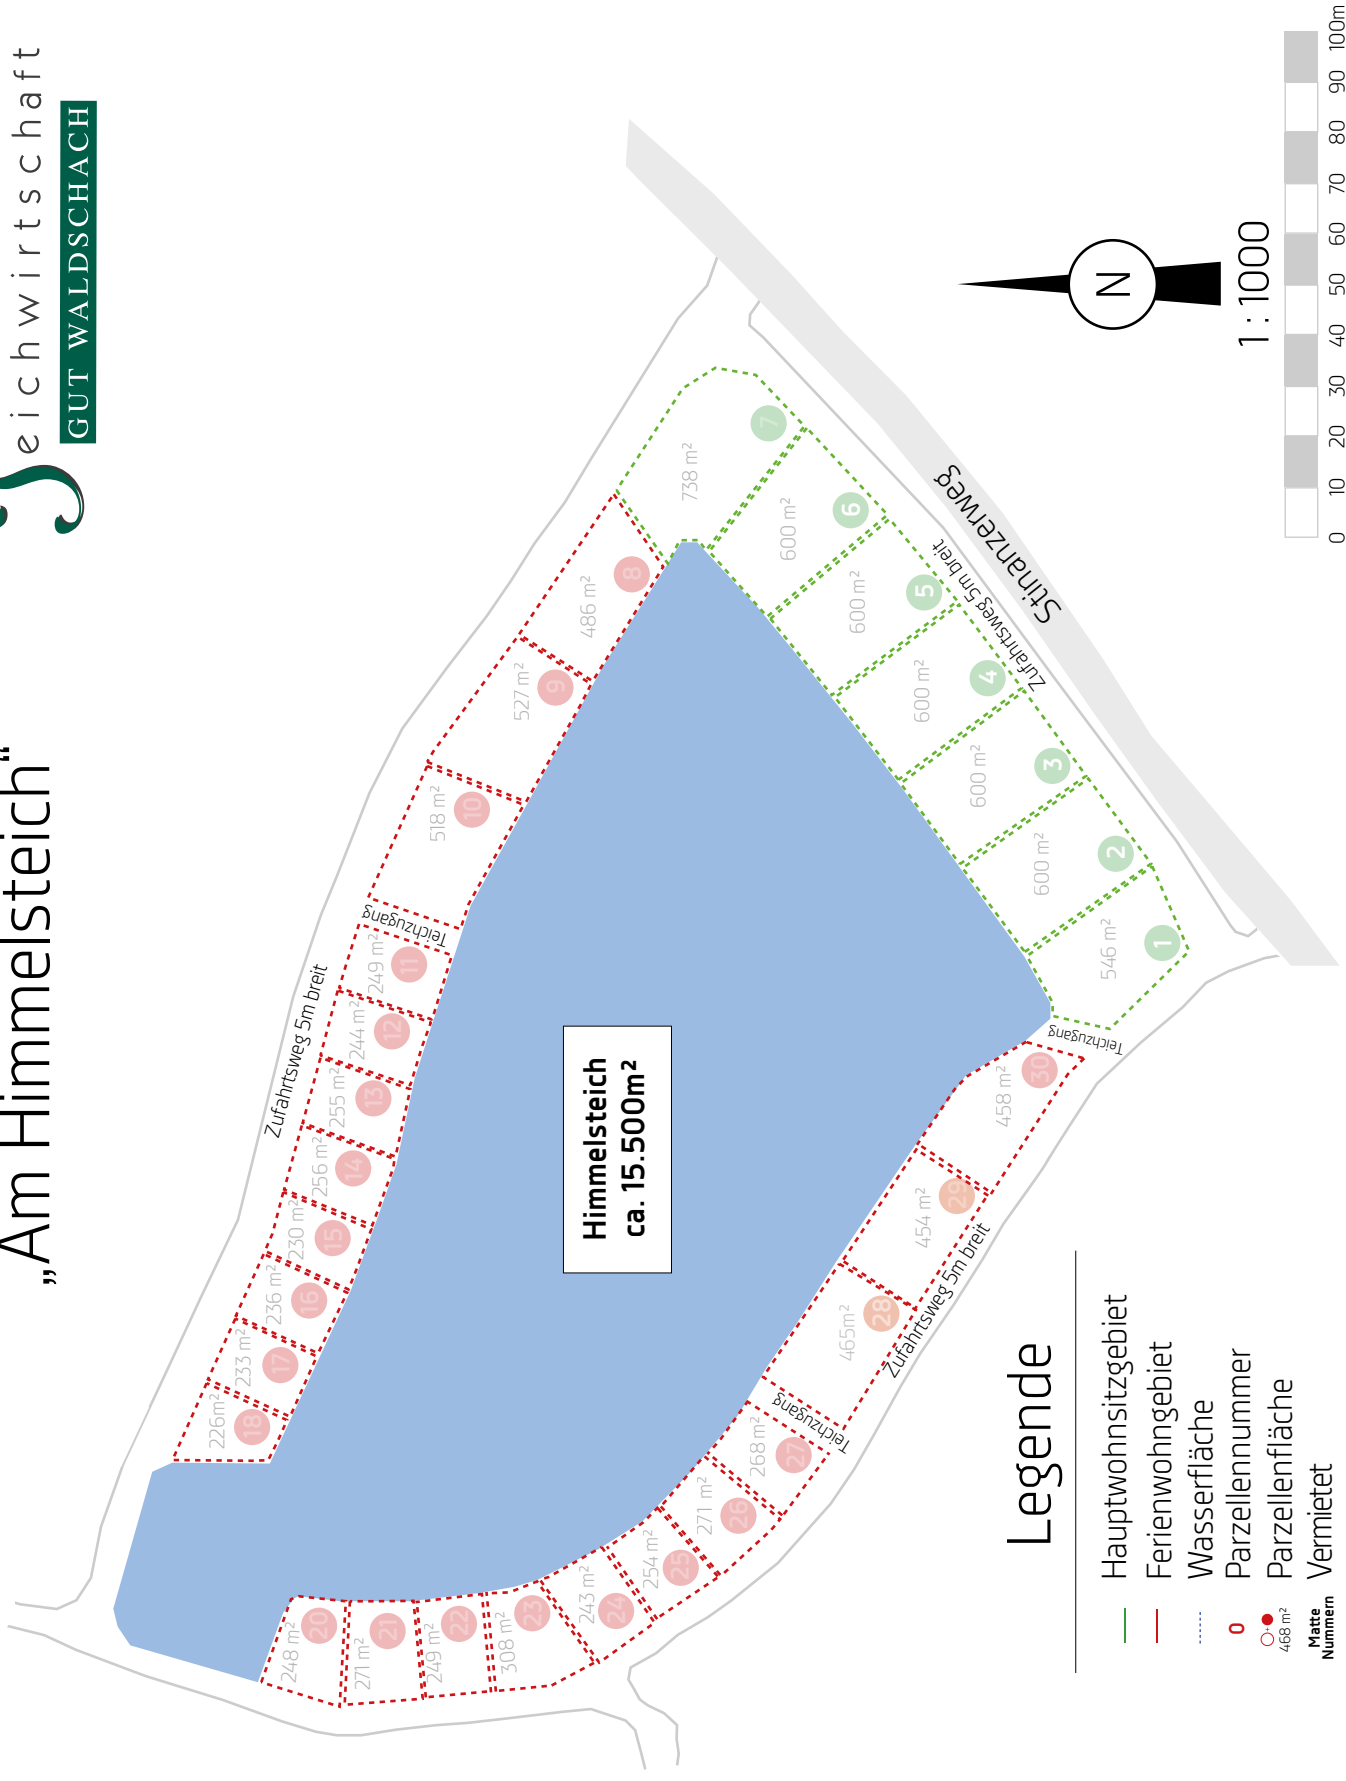 „Am Himmelsteich“
eichwirtschaft
GUT WALDSCHACH
Zufahrtsweg 5m breit
226m²
18
233 m²
17
236 m²
16
230 m²
15
256 m²
14
255 m²
13
244 m²
12
249 m²
11
Teichzugang
518 m²
10
527 m²
9
486 m²
8
738 m²
7
600 m²
6
600 m²
5
600 m²
4
600 m²
3
600 m²
2
546 m²
1
Zufahrtsweg 5m breit
Stinanzerweg
Teichzugang
458 m²
30
454 m²
29
465m²
28
Zufahrtsweg 5m breit
Teichzugang
268 m²
27
271 m²
26
254 m²
25
243 m²
24
308 m²
23
249 m²
22
271 m²
21
248 m²
20
Himmelsteich
ca. 15.500m²
Legende
Hauptwohnsitzgebiet
Ferienwohngebiet
Wasserfläche
0 Parzellennummer
468 m² Parzellenfläche
Matte Nummern Vermietet
N
1 : 1000
0 10 20 30 40 50 60 70 80 90 100m